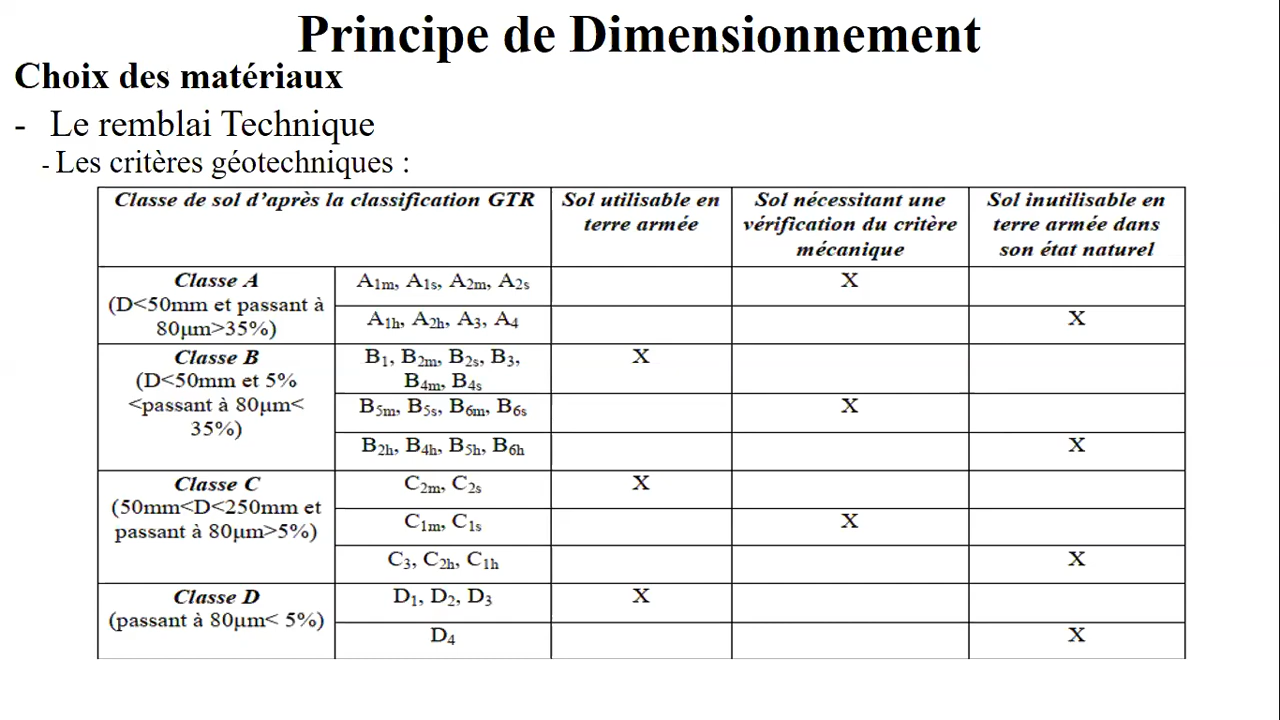 Principe de Dimensionnement
Choix des matériaux
- Le remblai Technique
- Les critères géotechniques :
Classe de sol d'après la classification GTR
Sol utilisable en
terre armée
Sol nécessitant une
vérification du critère
mécanique
Sol inutilisable en
terre armée dans
son état naturel
Classe A
(D<50mm et passant à
80µm>35%)
A1m, A1s, A2m, A2s
X
A1h, A2h, A3, A4
X
Classe B
(D<50mm et 5%
<passant à 80µm<
35%)
B1, B2m, B2s, B3,
B4m, B4s
X
B5m, B5s, B6m, B6s
X
B2h, B4h, B5h, B6h
X
Classe C
(50mm<D<250mm et
passant à 80µm>5%)
C2m, C2s
X
C1m, C1s
X
C3, C2h, C1h
X
Classe D
(passant à 80µm< 5%)
D1, D2, D3
X
D4
X